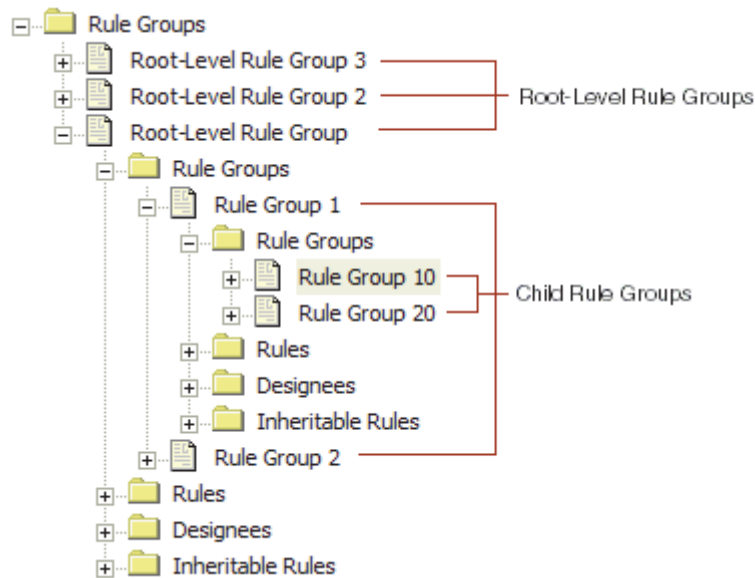 Rule Groups
Root-Level Rule Group 3
Root-Level Rule Group 2
Root-Level Rule Groups
Root-Level Rule Group
Rule Groups
Rule Group 1
Rule Groups
Rule Group 10
Child Rule Groups
Rule Group 20
Rules
Designees
Inheritable Rules
Rule Group 2
Rules
Designees
Inheritable Rules